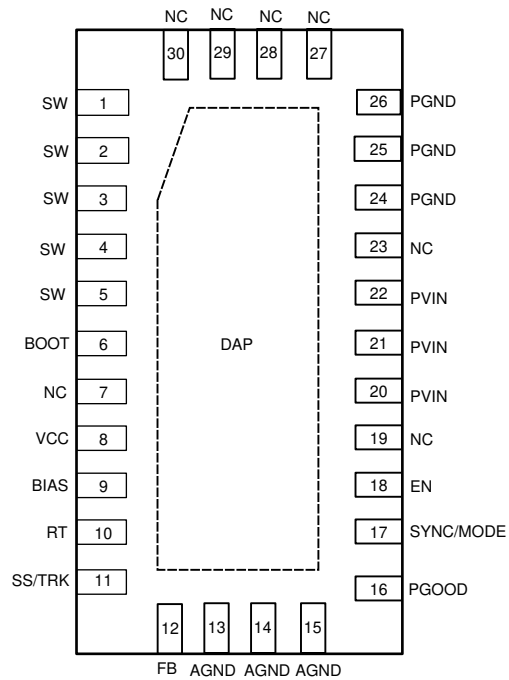 NC NC NC NC
30 29 28 27
SW 1 26 PGND
SW 2 25 PGND
SW 3 24 PGND
SW 4 23 NC
SW 5 22 PVIN
BOOT 6 DAP 21 PVIN
NC 7 20 PVIN
VCC 8 19 NC
BIAS 9 18 EN
RT 10 17 SYNC/MODE
SS/TRK 11 16 PGOOD
12 13 14 15
FB AGND AGND AGND